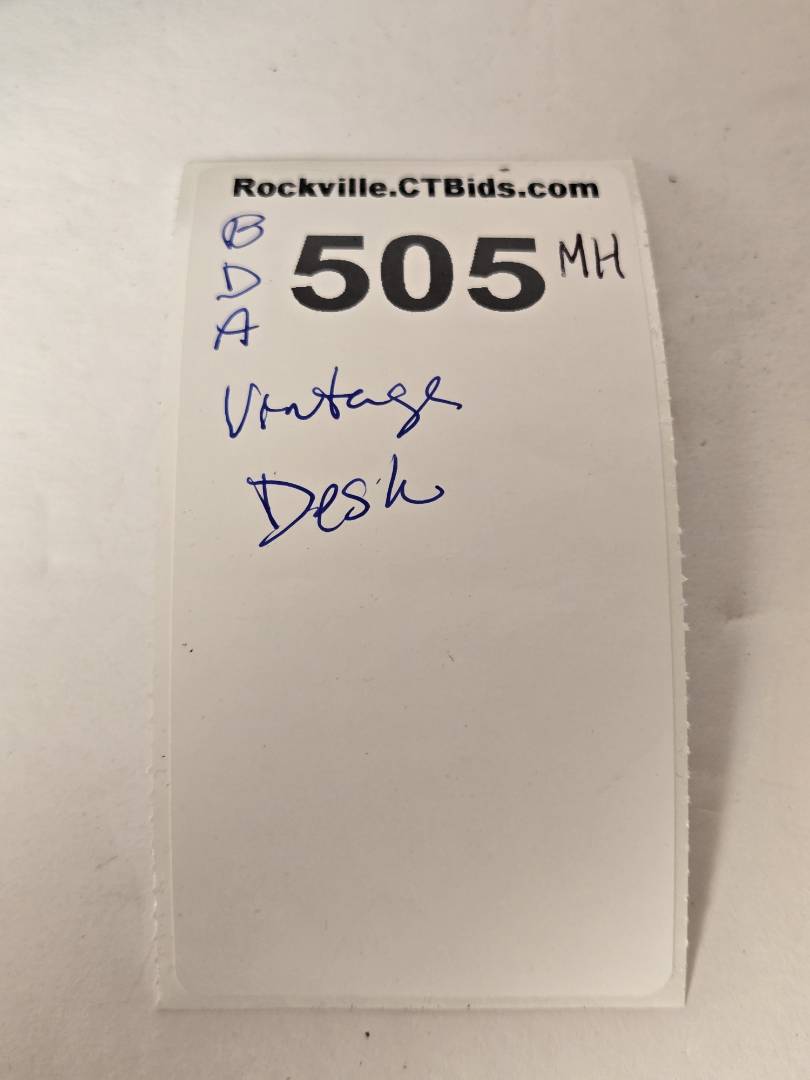 Rockville.CTBids.com
B
D
A
505 MH
Vintage
Desk